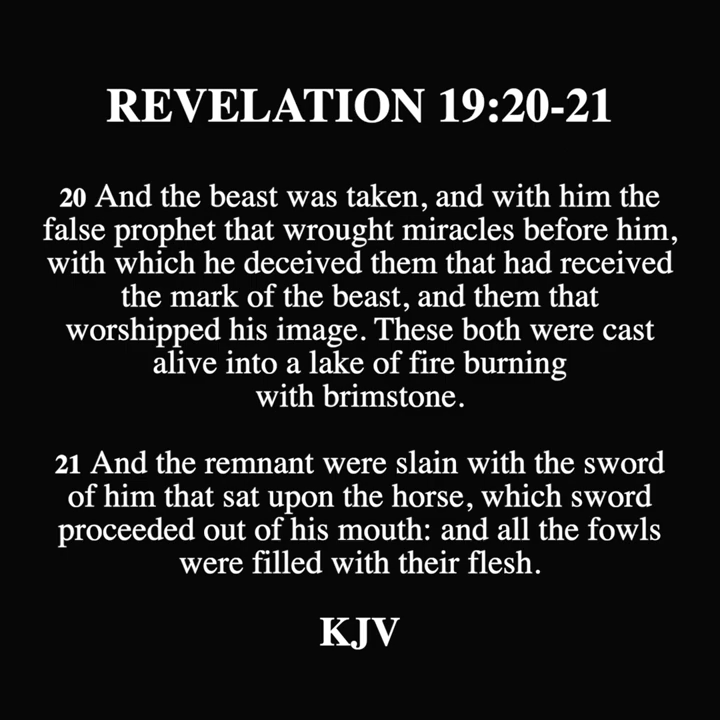 REVELATION 19:20-21
20 And the beast was taken, and with him the
false prophet that wrought miracles before him,
with which he deceived them that had received
the mark of the beast, and them that
worshipped his image. These both were cast
alive into a lake of fire burning
with brimstone.
21 And the remnant were slain with the sword
of him that sat upon the horse, which sword
proceeded out of his mouth: and all the fowls
were filled with their flesh.
KJV